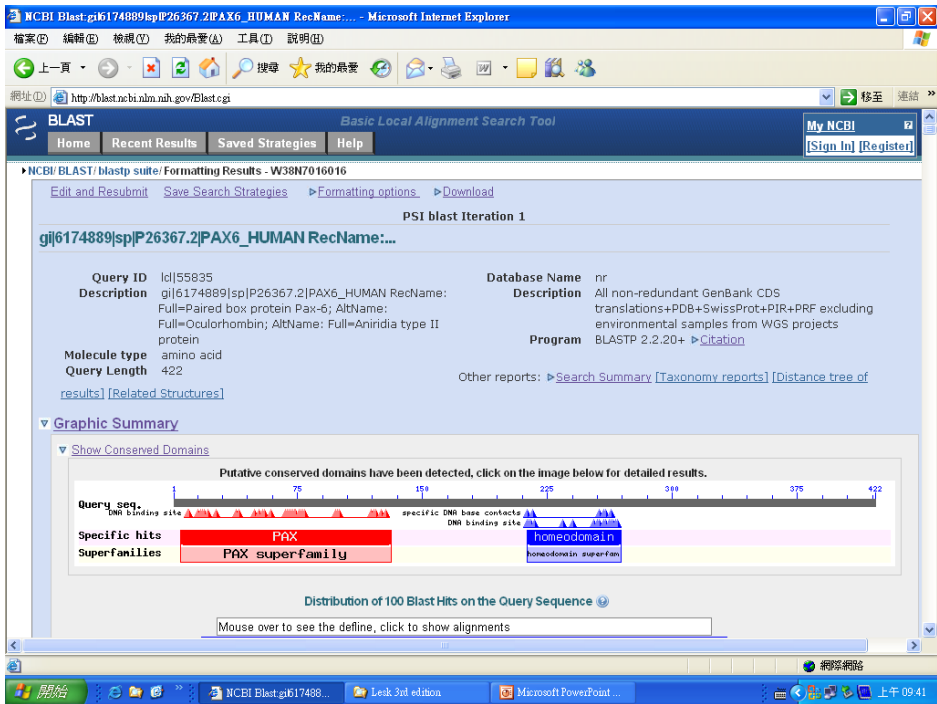 NCBI Blast:gi|6174889|sp|P26367.2|PAX6_HUMAN RecName:... - Microsoft Internet Explorer
檔案(F) 編輯(E) 檢視(V) 我的最愛(A) 工具(T) 說明(H)
上一頁 搜尋 我的最愛
網址(D) http://blast.ncbi.nlm.nih.gov/Blast.cgi 移至 連結 »
BLAST Basic Local Alignment Search Tool My NCBI
Home Recent Results Saved Strategies Help [Sign In] [Register]
NCBI/ BLAST/ blastp suite/ Formatting Results - W38N7016016
Edit and Resubmit Save Search Strategies Formatting options Download
PSI blast Iteration 1
gi|6174889|sp|P26367.2|PAX6_HUMAN RecName:...
Query ID lcl|55835
Description gi|6174889|sp|P26367.2|PAX6_HUMAN RecName:
Full=Paired box protein Pax-6; AltName:
Full=Oculorhombin; AltName: Full=Aniridia type II
protein
Molecule type amino acid
Query Length 422
Database Name nr
Description All non-redundant GenBank CDS
translations+PDB+SwissProt+PIR+PRF excluding
environmental samples from WGS projects
Program BLASTP 2.2.20+ Citation
Other reports: Search Summary [Taxonomy reports] [Distance tree of
results] [Related Structures]
Graphic Summary
Show Conserved Domains
Putative conserved domains have been detected, click on the image below for detailed results.
1 75 150 225 300 375 422
Query seq.
DNA binding site specific DNA base contacts
DNA binding site
Specific hits PAX homeodomain
Superfamilies PAX superfamily homeodomain superfam
Distribution of 100 Blast Hits on the Query Sequence
Mouse over to see the defline, click to show alignments
網際網路
開始 NCBI Blast:gi|617488... Lesk 3rd edition Microsoft PowerPoint ... 上午 09:41